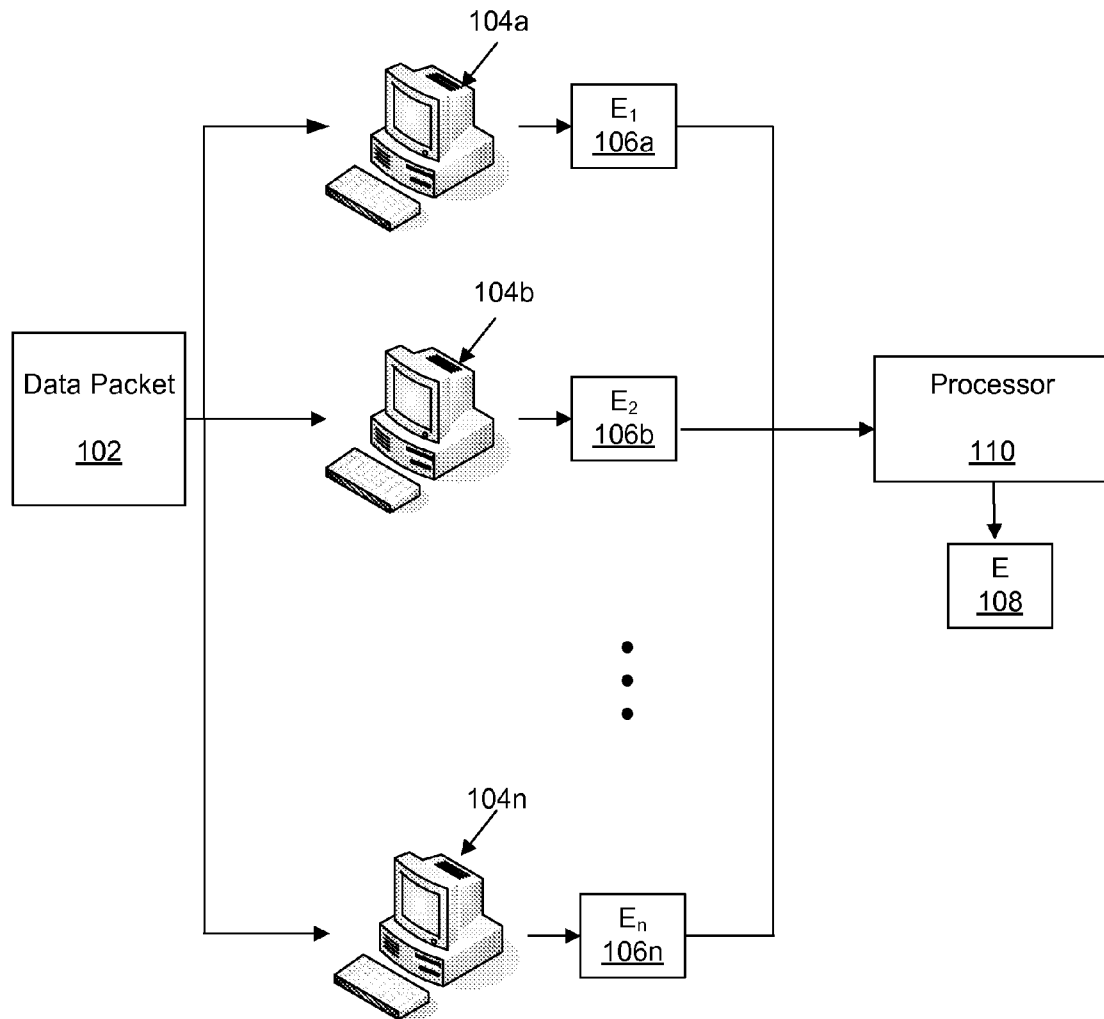 104a
E₁
106a
104b
Data Packet
102
E₂
106b
Processor
110
E
108
104n
Eₙ
106n